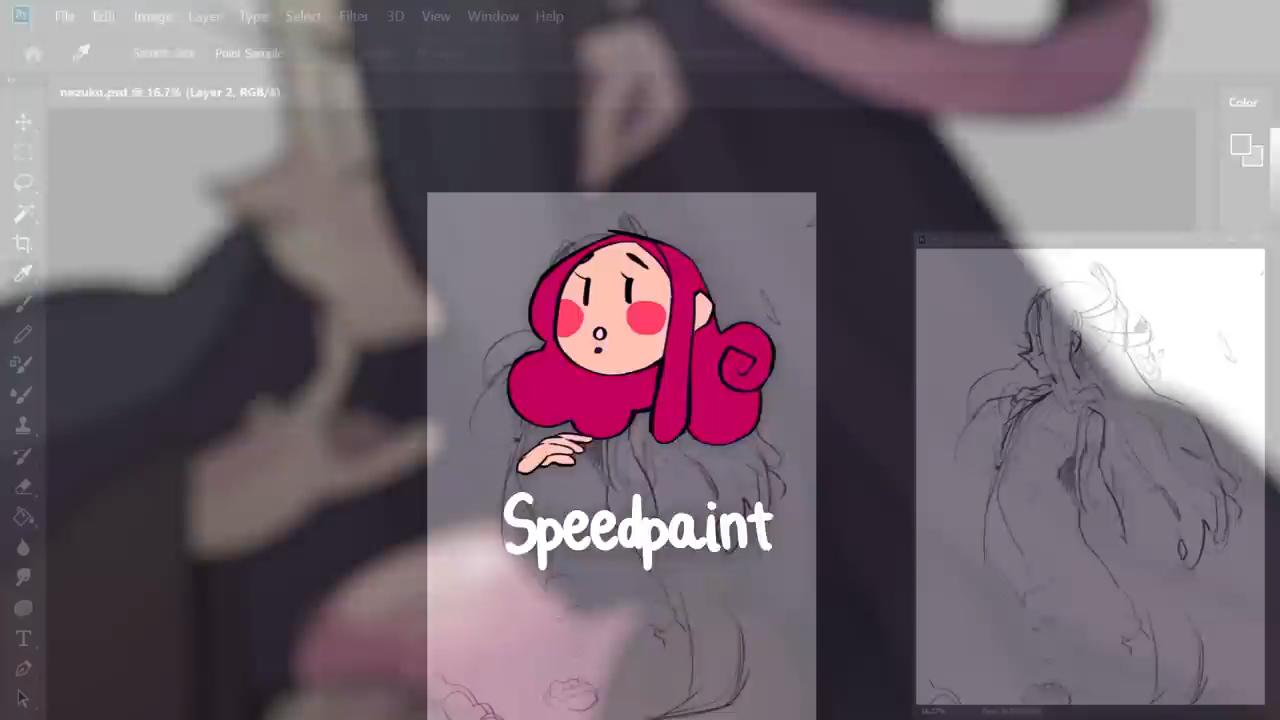 Ps File Edit Image Layer Type Select Filter 3D View Window Help
Point Sample
nezuko.psd @ 16.7% (Layer 2, RGB/8)
Color
Speedpaint